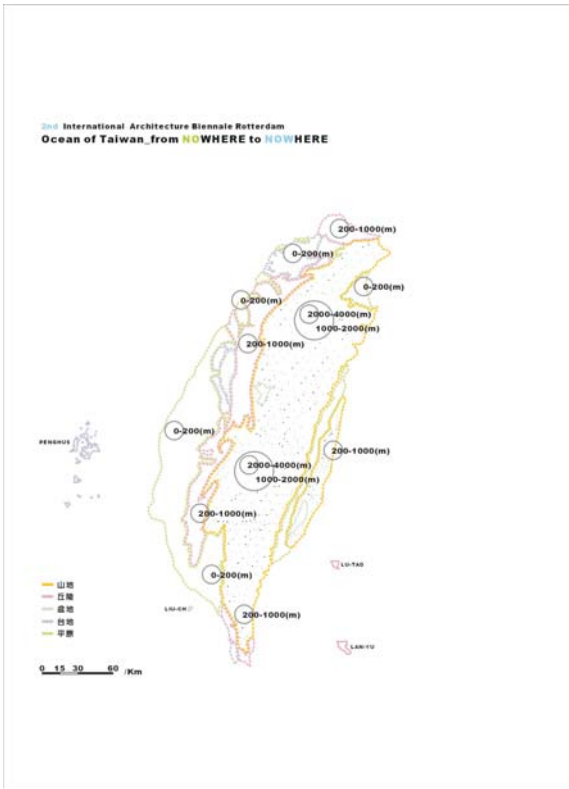 2nd International Architecture Biennale Rotterdam
Ocean of Taiwan_from NOWHERE to NOWHERE
200-1000(m)
0-200(m)
0-200(m)
0-200(m)
2000-4000(m)
1000-2000(m)
200-1000(m)
0-200(m)
PENGHUS
200-1000(m)
2000-4000(m)
1000-2000(m)
200-1000(m)
LU-TAO
0-200(m)
山地
丘陵
盆地
台地
平原
LIU-CH
200-1000(m)
LAN-YU
0 15 30 60 /Km